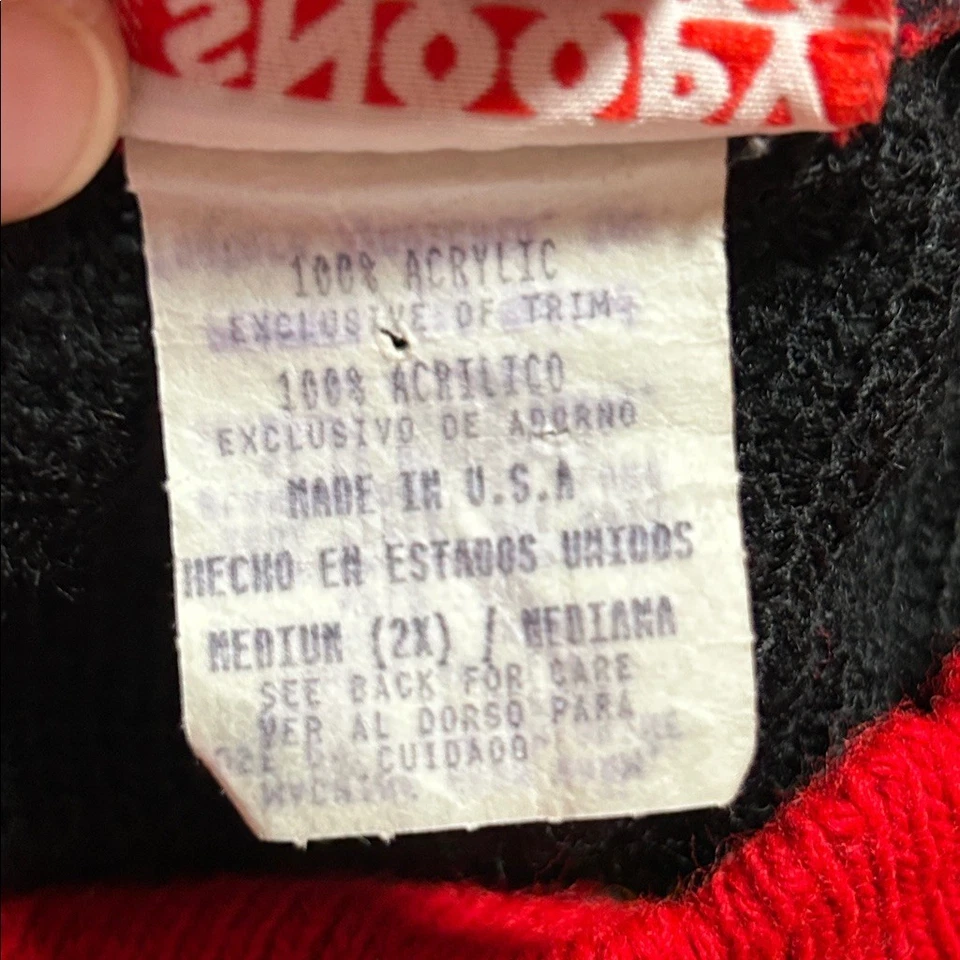 100% ACRYLIC
EXCLUSIVE OF TRIM
100% ACRILICO
EXCLUSIVO DE ADORNO
MADE IN U.S.A
HECHO EN ESTADOS UNIDOS
MEDIUM (2X) / MEDIANA
SEE BACK FOR CARE
VER AL DORSO PARA
CUIDADO